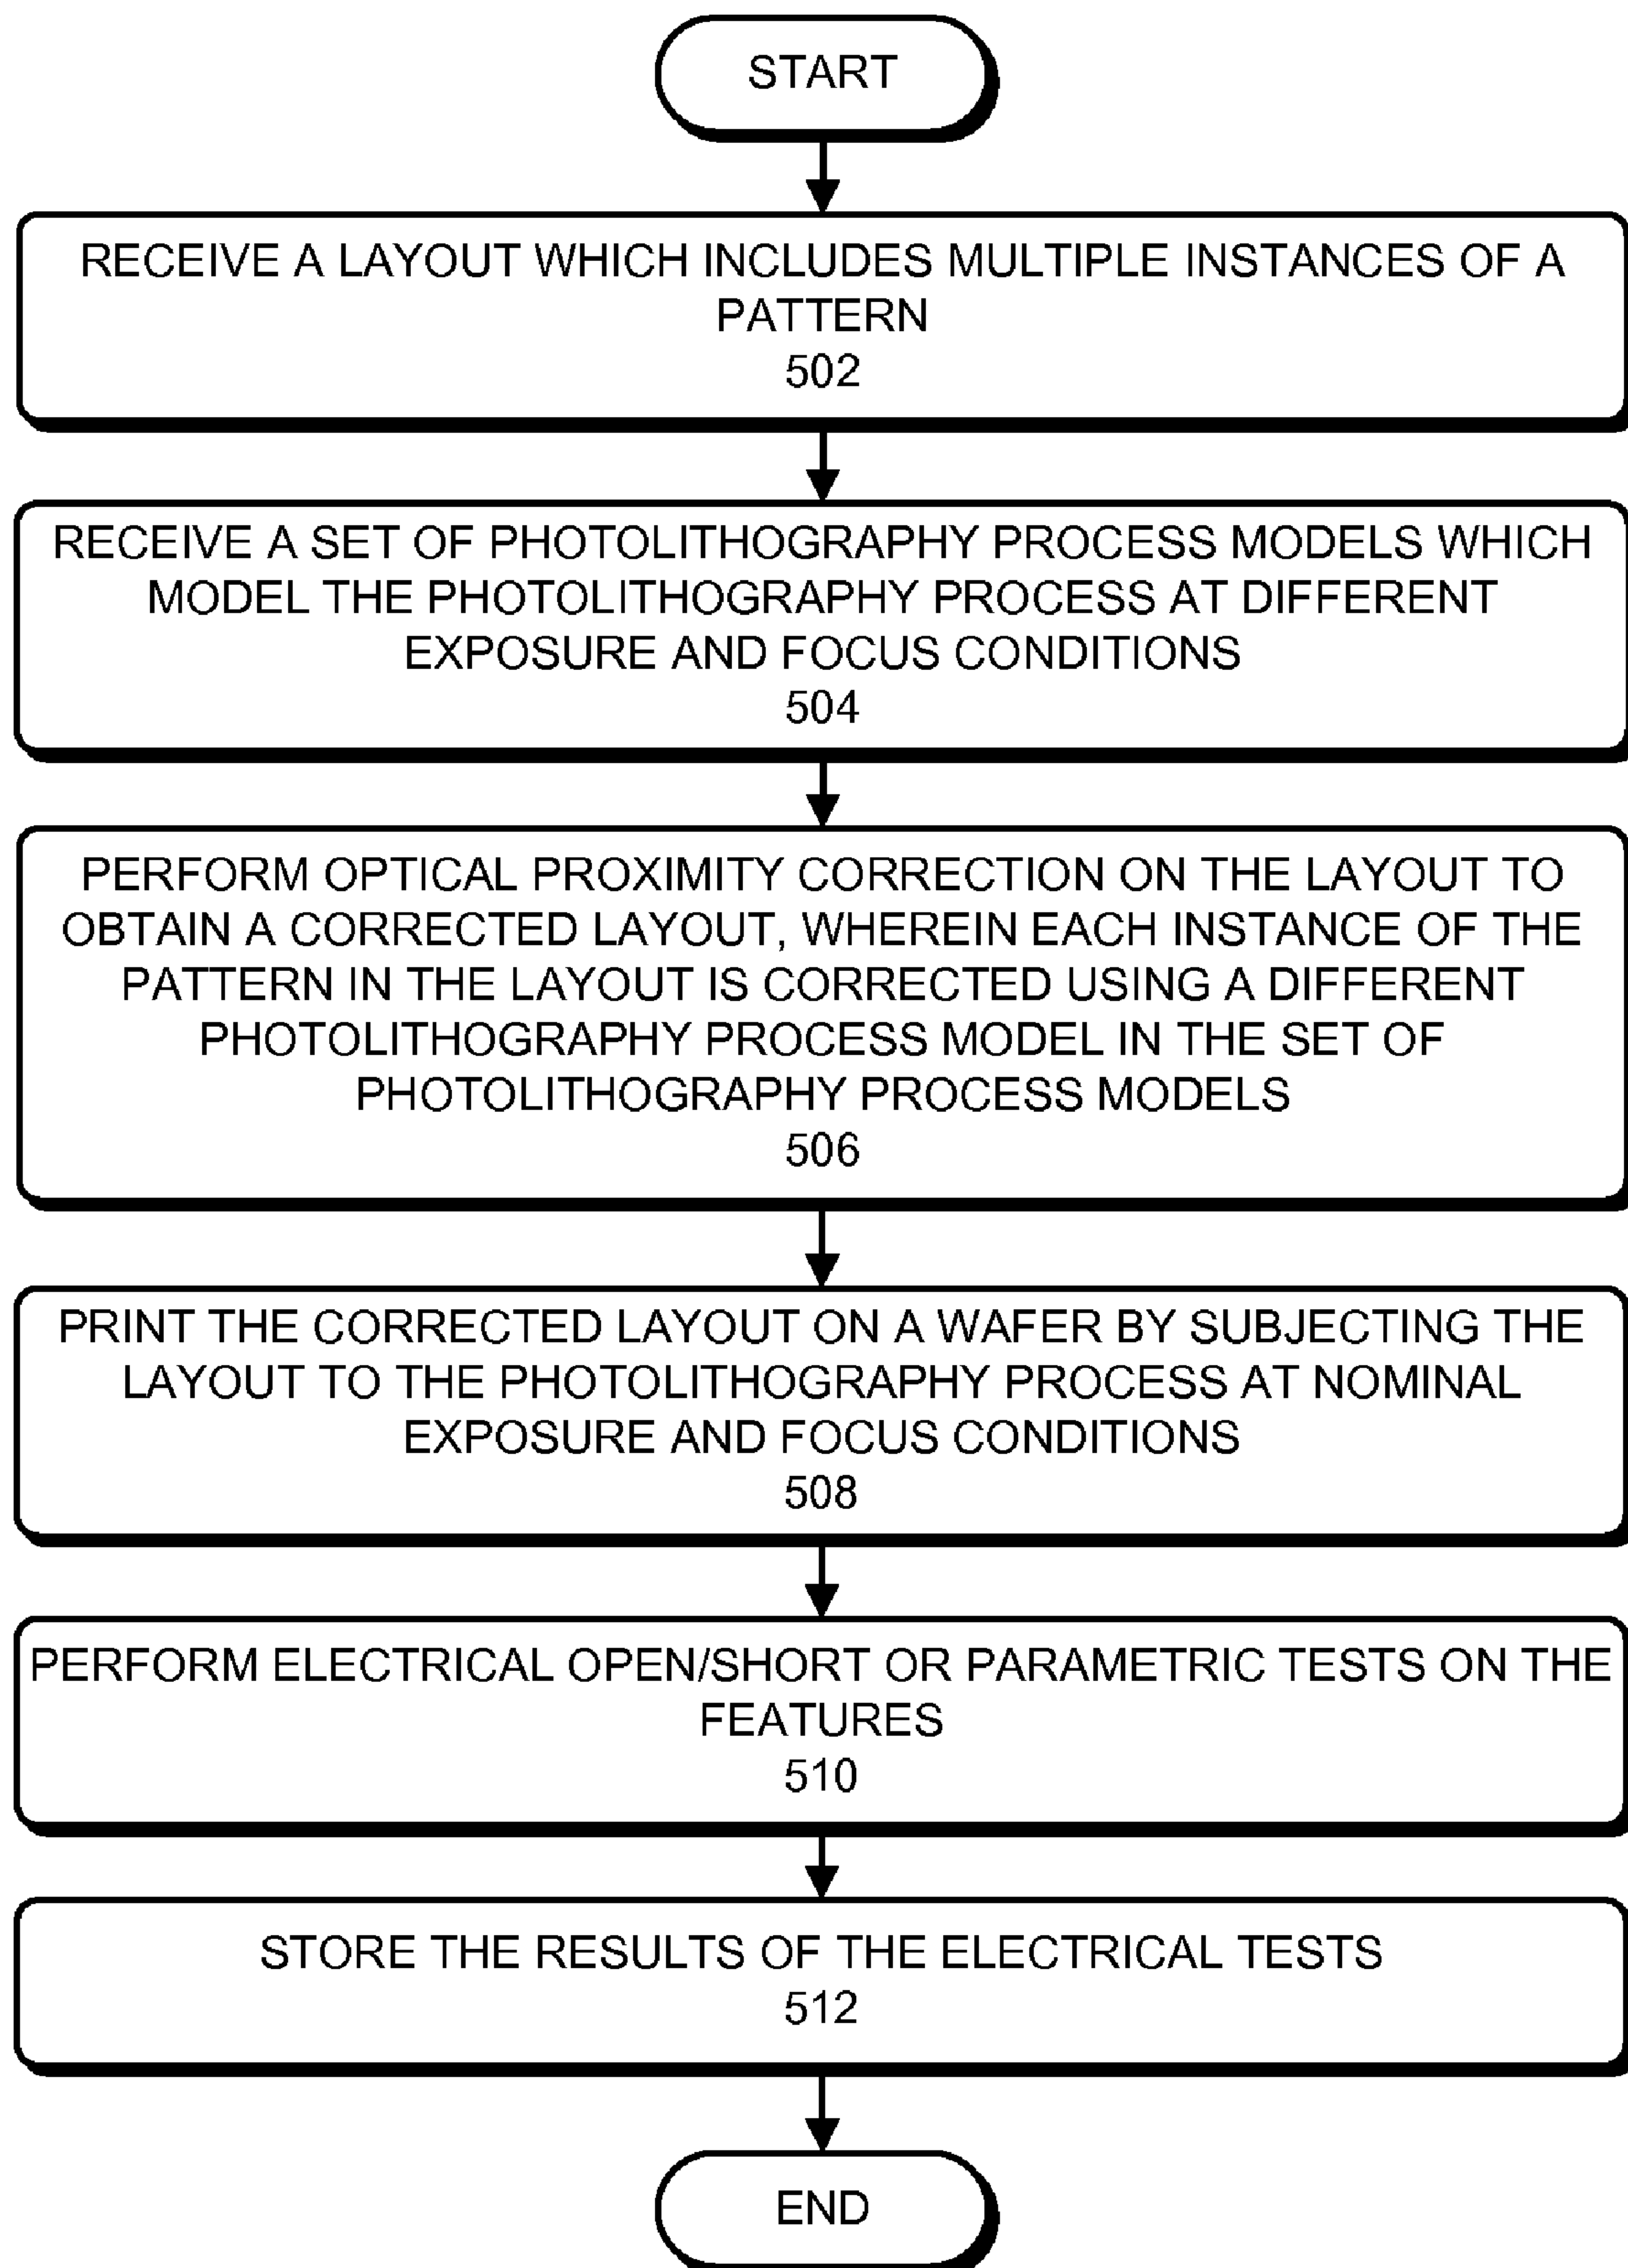 START
RECEIVE A LAYOUT WHICH INCLUDES MULTIPLE INSTANCES OF A
PATTERN
502
RECEIVE A SET OF PHOTOLITHOGRAPHY PROCESS MODELS WHICH
MODEL THE PHOTOLITHOGRAPHY PROCESS AT DIFFERENT
EXPOSURE AND FOCUS CONDITIONS
504
PERFORM OPTICAL PROXIMITY CORRECTION ON THE LAYOUT TO
OBTAIN A CORRECTED LAYOUT, WHEREIN EACH INSTANCE OF THE
PATTERN IN THE LAYOUT IS CORRECTED USING A DIFFERENT
PHOTOLITHOGRAPHY PROCESS MODEL IN THE SET OF
PHOTOLITHOGRAPHY PROCESS MODELS
506
PRINT THE CORRECTED LAYOUT ON A WAFER BY SUBJECTING THE
LAYOUT TO THE PHOTOLITHOGRAPHY PROCESS AT NOMINAL
EXPOSURE AND FOCUS CONDITIONS
508
PERFORM ELECTRICAL OPEN/SHORT OR PARAMETRIC TESTS ON THE
FEATURES
510
STORE THE RESULTS OF THE ELECTRICAL TESTS
512
END